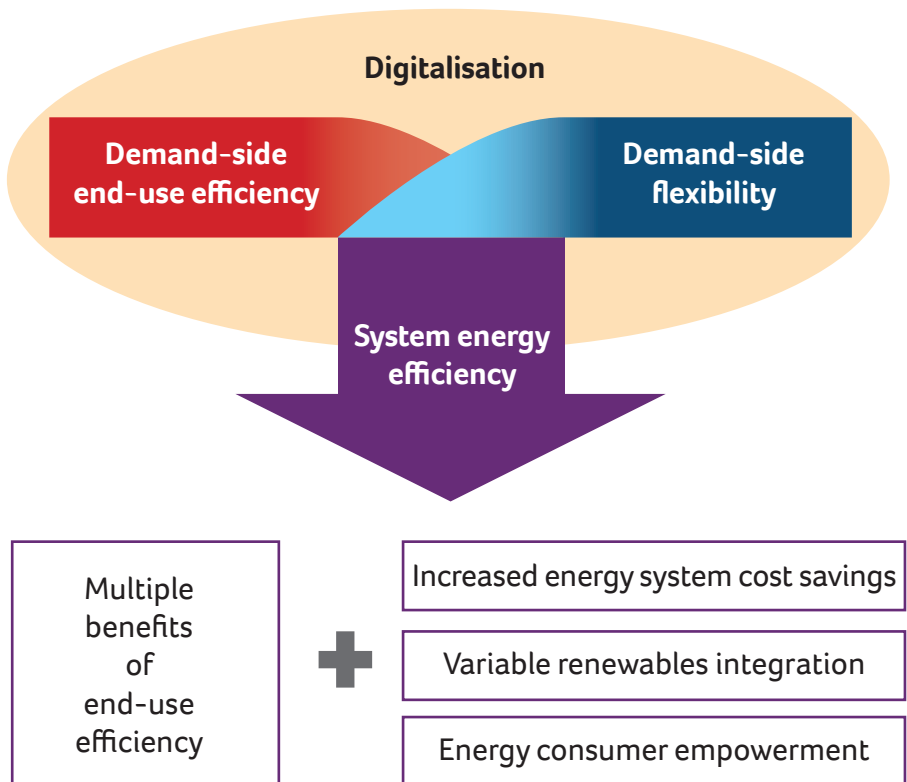 Digitalisation
Demand-side
end-use efficiency
Demand-side
flexibility
System energy
efficiency
Multiple
benefits
of
end-use
efficiency
Increased energy system cost savings
Variable renewables integration
Energy consumer empowerment